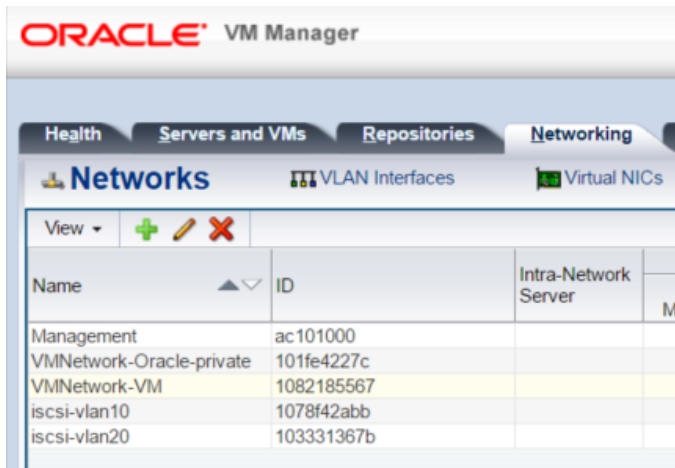 ORACLE VM Manager
Health Servers and VMs Repositories Networking
Networks VLAN Interfaces Virtual NICs
View
Name ID Intra-Network Server
Management ac101000
VMNetwork-Oracle-private 101fe4227c
VMNetwork-VM 1082185567
iscsi-vlan10 1078f42abb
iscsi-vlan20 103331367b